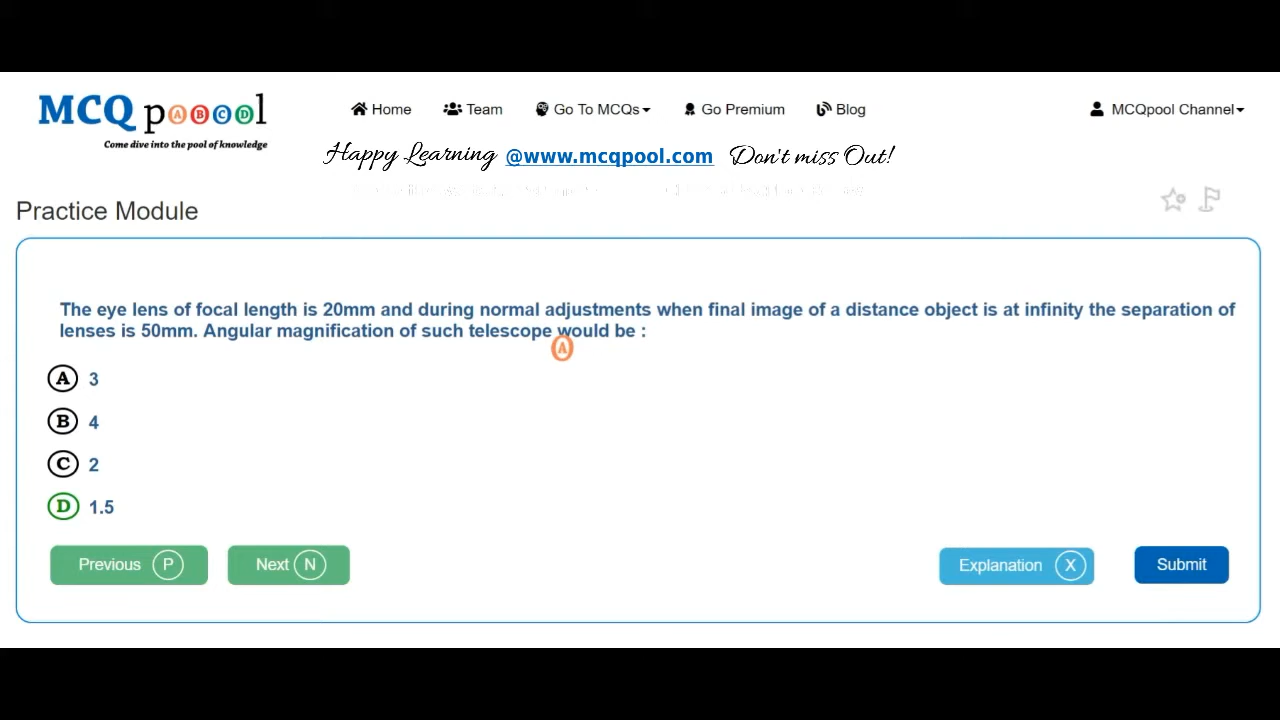 MCQ pABCDl
Come dive into the pool of knowledge
Home Team Go To MCQs Go Premium Blog MCQpool Channel
Happy Learning @www.mcqpool.com Don't miss Out!
Practice Module
The eye lens of focal length is 20mm and during normal adjustments when final image of a distance object is at infinity the separation of
lenses is 50mm. Angular magnification of such telescope would be :
A
A 3
B 4
C 2
D 1.5
Previous P Next N Explanation X Submit